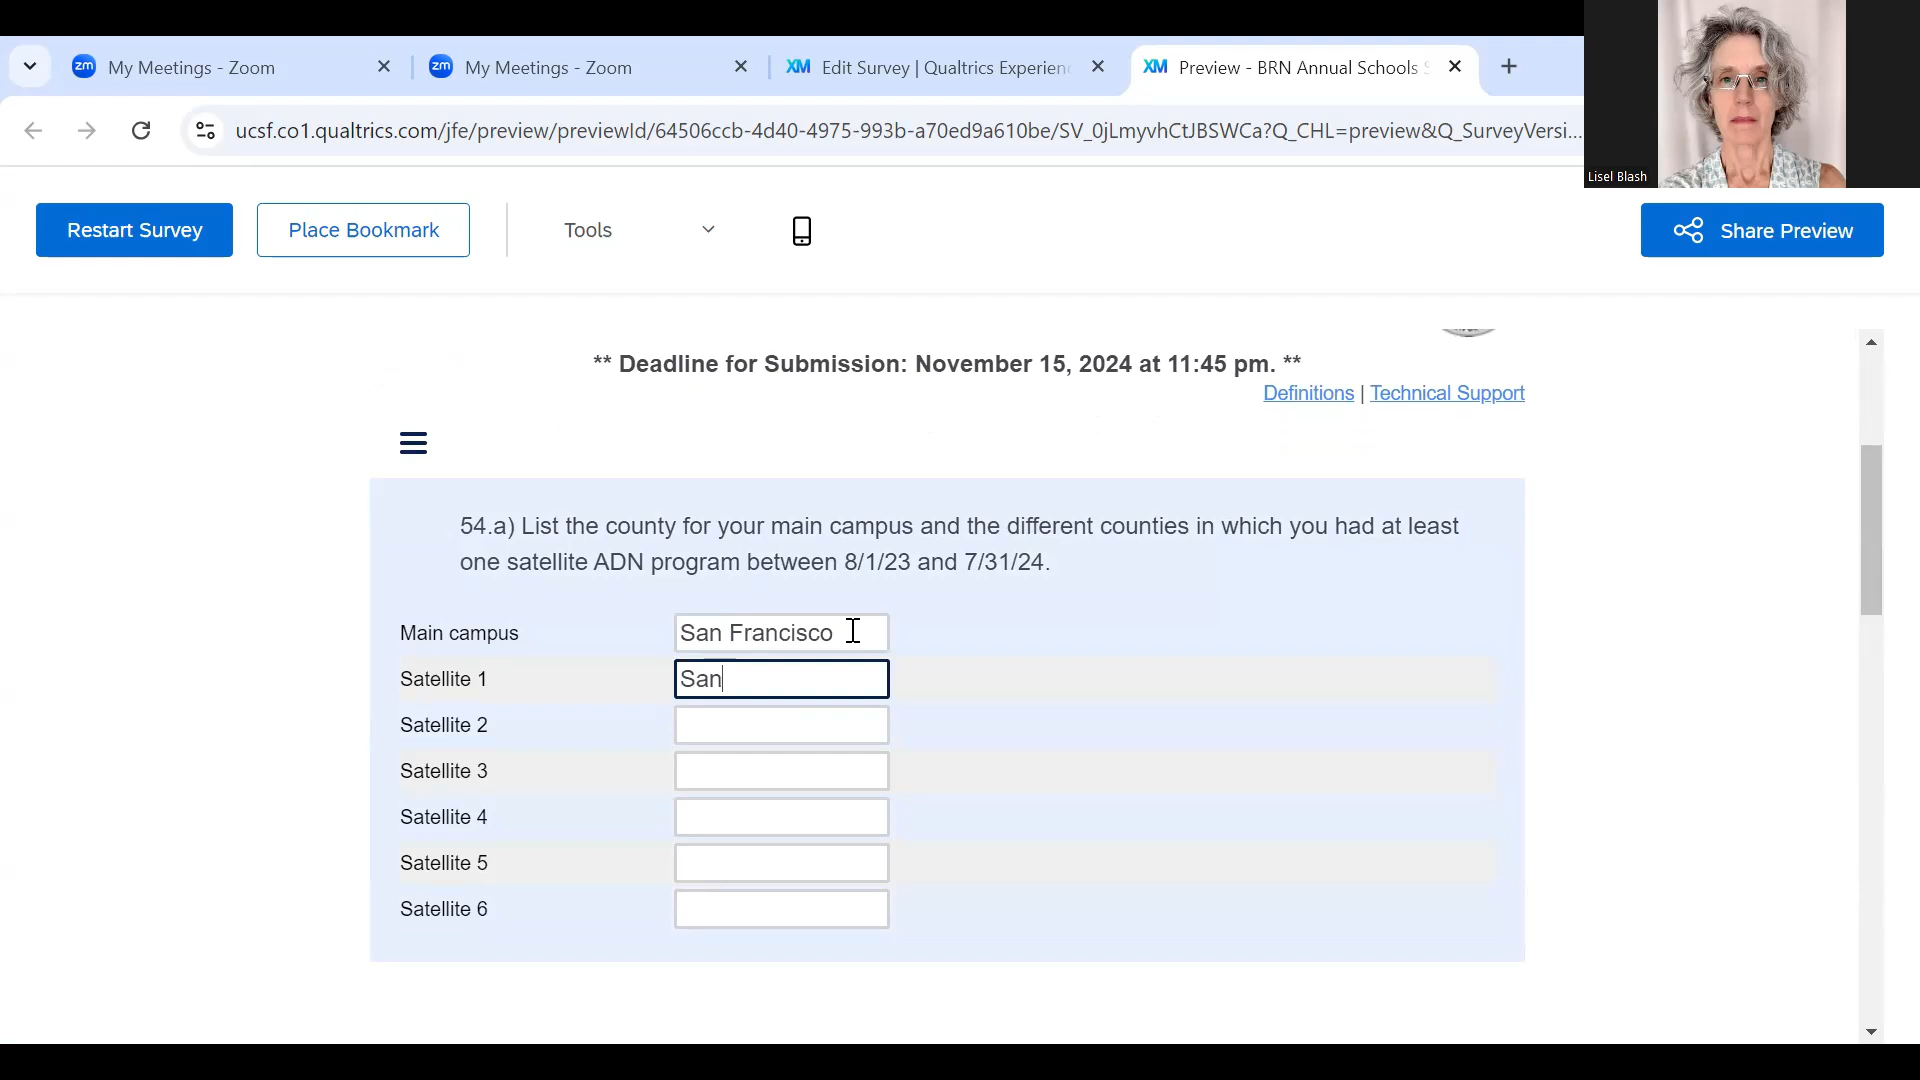 zm My Meetings - Zoom
zm My Meetings - Zoom
XM Edit Survey | Qualtrics Experien
XM Preview - BRN Annual Schools S
ucsf.co1.qualtrics.com/jfe/preview/previewId/64506ccb-4d40-4975-993b-a70ed9a610be/SV_0jLmyvhCtJBSWCa?Q_CHL=preview&Q_SurveyVersi...
Lisel Blash
Restart Survey
Place Bookmark
Tools
Share Preview
** Deadline for Submission: November 15, 2024 at 11:45 pm. **
Definitions | Technical Support
54.a) List the county for your main campus and the different counties in which you had at least
one satellite ADN program between 8/1/23 and 7/31/24.
Main campus San Francisco
Satellite 1 San
Satellite 2
Satellite 3
Satellite 4
Satellite 5
Satellite 6